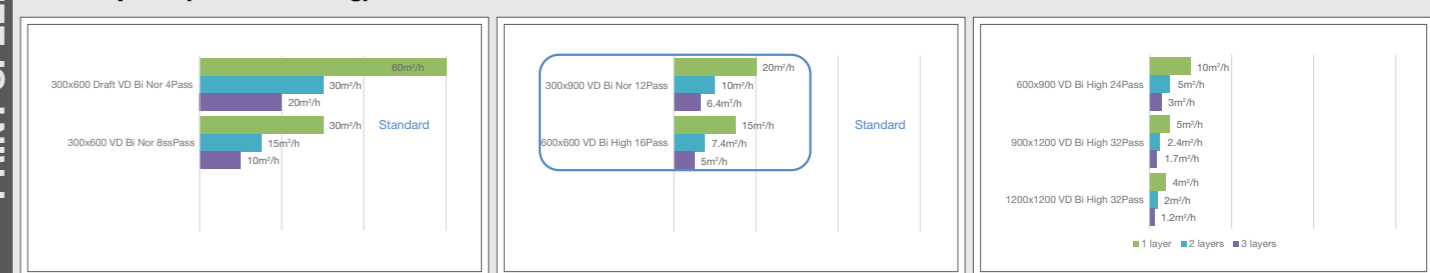 300x600 Draft VD Bi Nor 4Pass
60m²/h
30m²/h
20m²/h
300x600 VD Bi Nor 8ssPass
30m²/h
15m²/h
10m²/h
Standard
300x900 VD Bi Nor 12Pass
20m²/h
10m²/h
6.4m²/h
600x600 VD Bi High 16Pass
15m²/h
7.4m²/h
5m²/h
Standard
600x900 VD Bi High 24Pass
10m²/h
5m²/h
3m²/h
900x1200 VD Bi High 32Pass
5m²/h
2.4m²/h
1.7m²/h
1200x1200 VD Bi High 32Pass
4m²/h
2m²/h
1.2m²/h
1 layer 2 layers 3 layers